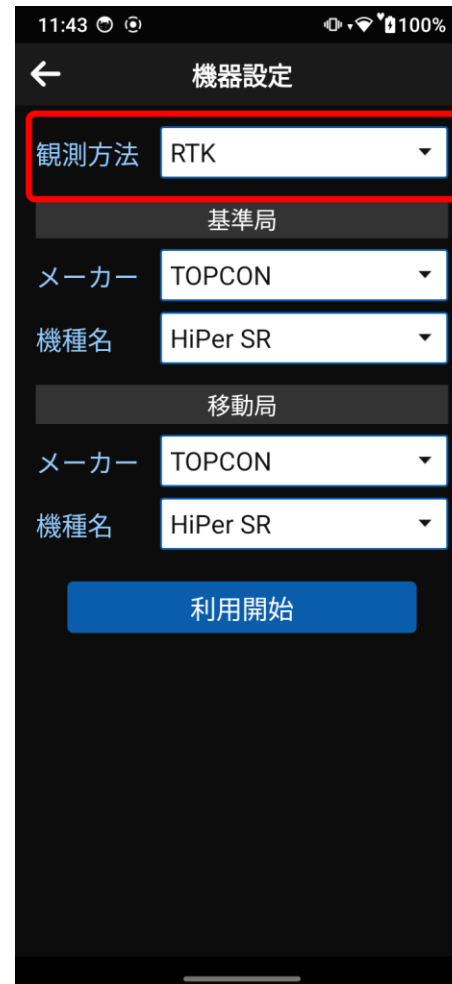 11:43 100%
機器設定
観測方法 RTK
基準局
メーカー TOPCON
機種名 HiPer SR
移動局
メーカー TOPCON
機種名 HiPer SR
利用開始